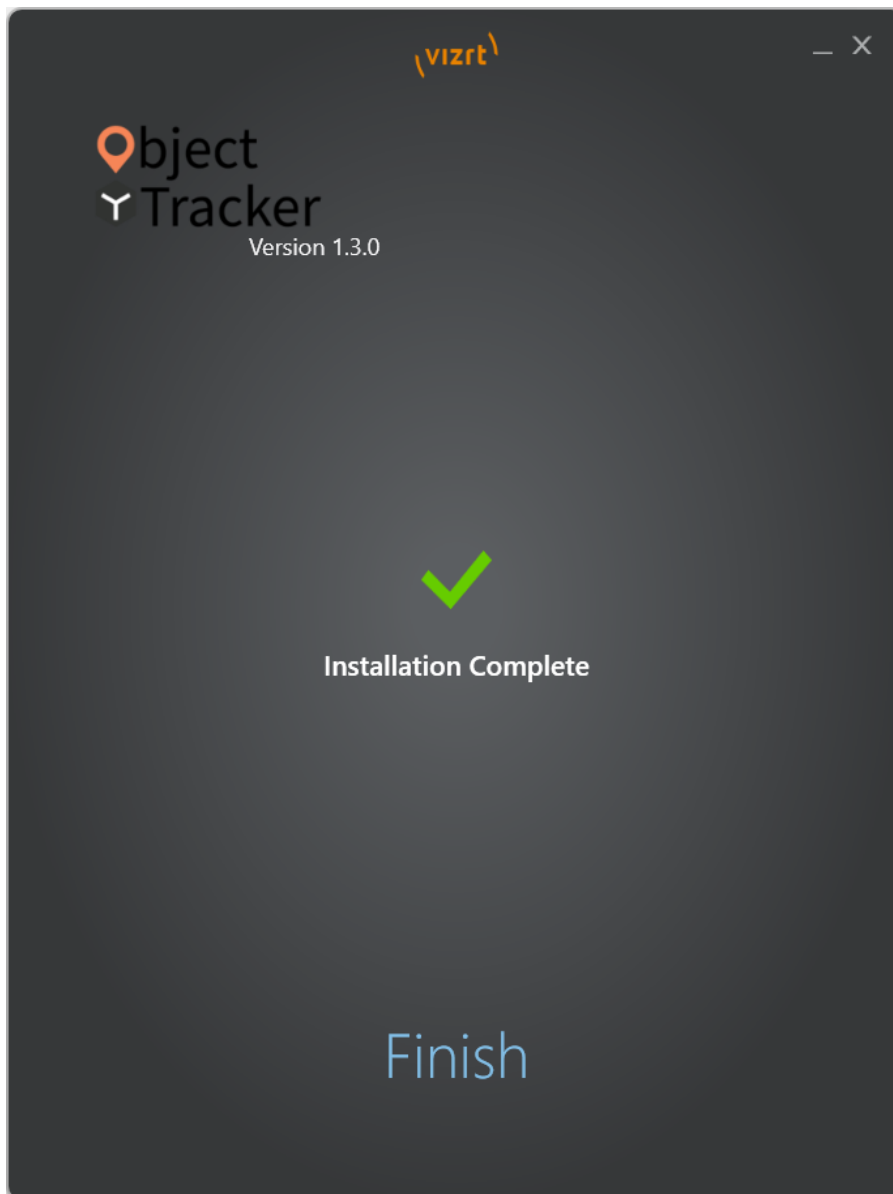 vizrt
Object
Tracker
Version 1.3.0
Installation Complete
Finish